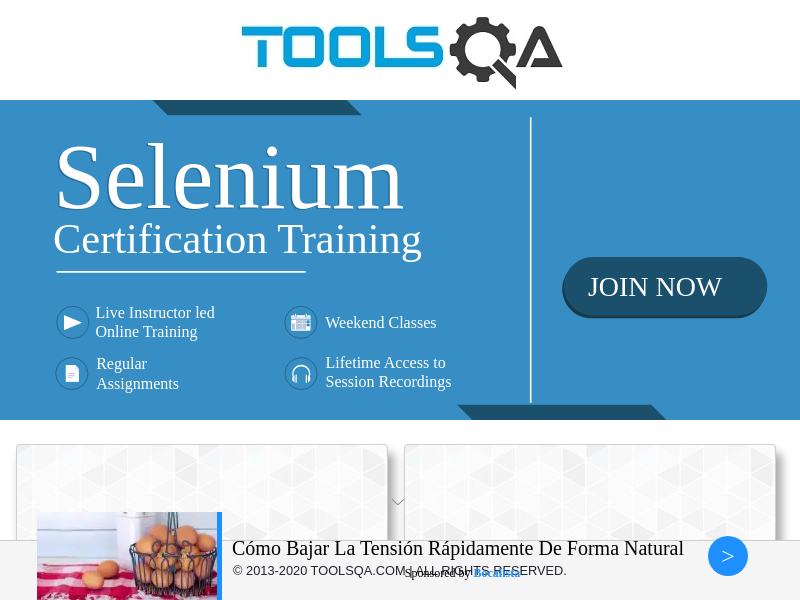 TOOLSQA
Selenium
Certification Training
JOIN NOW
Live Instructor led
Online Training
Weekend Classes
Regular
Assignments
Lifetime Access to
Session Recordings
Cómo Bajar La Tensión Rápidamente De Forma Natural
>
© 2013-2020 TOOLSQA.COM | ALL RIGHTS RESERVED.
Sponsored by Bocalista